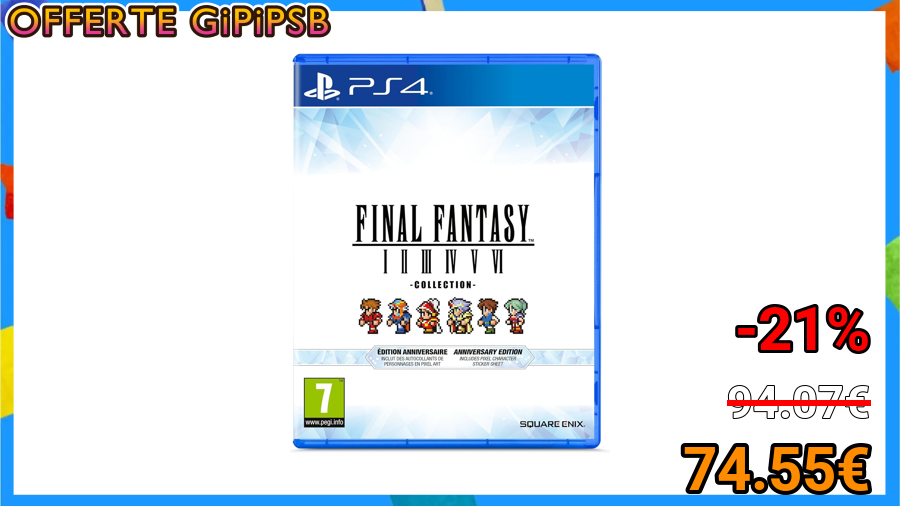 OFFERTE GiPiPSB
PS4
FINAL FANTASY™
I II III IV V VI
-COLLECTION-
ÉDITION ANNIVERSAIRE
INCLUT DES AUTOCOLLANTS DE
PERSONNAGES EN PIXEL ART
ANNIVERSARY EDITION
INCLUDES PIXEL CHARACTER
STICKER SHEET
7
www.pegi.info
SQUARE ENIX.
-21%
94.07€
74.55€